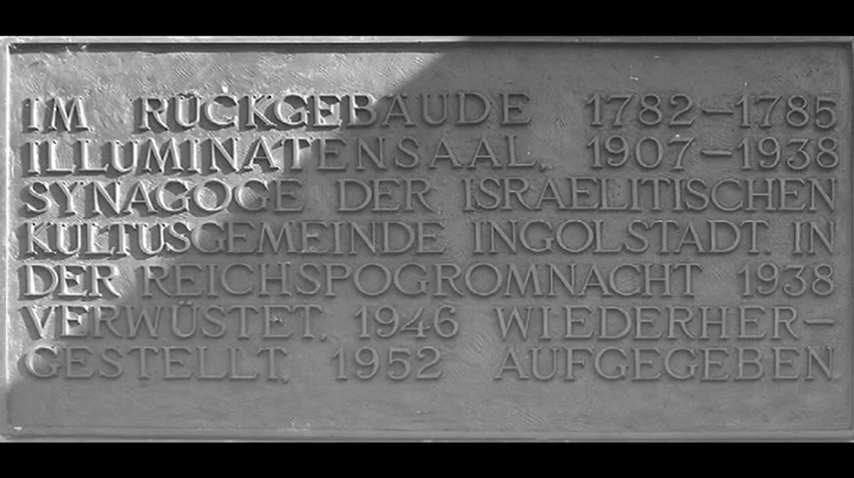 IM RÜCKGEBÄUDE 1782–1785
ILLUMINATENSAAL, 1907–1938
SYNAGOGE DER ISRAELITISCHEN
KULTUSGEMEINDE INGOLSTADT. IN
DER REICHSPOGROMNACHT 1938
VERWÜSTET, 1946 WIEDERHER–
GESTELLT, 1952 AUFGEGEBEN